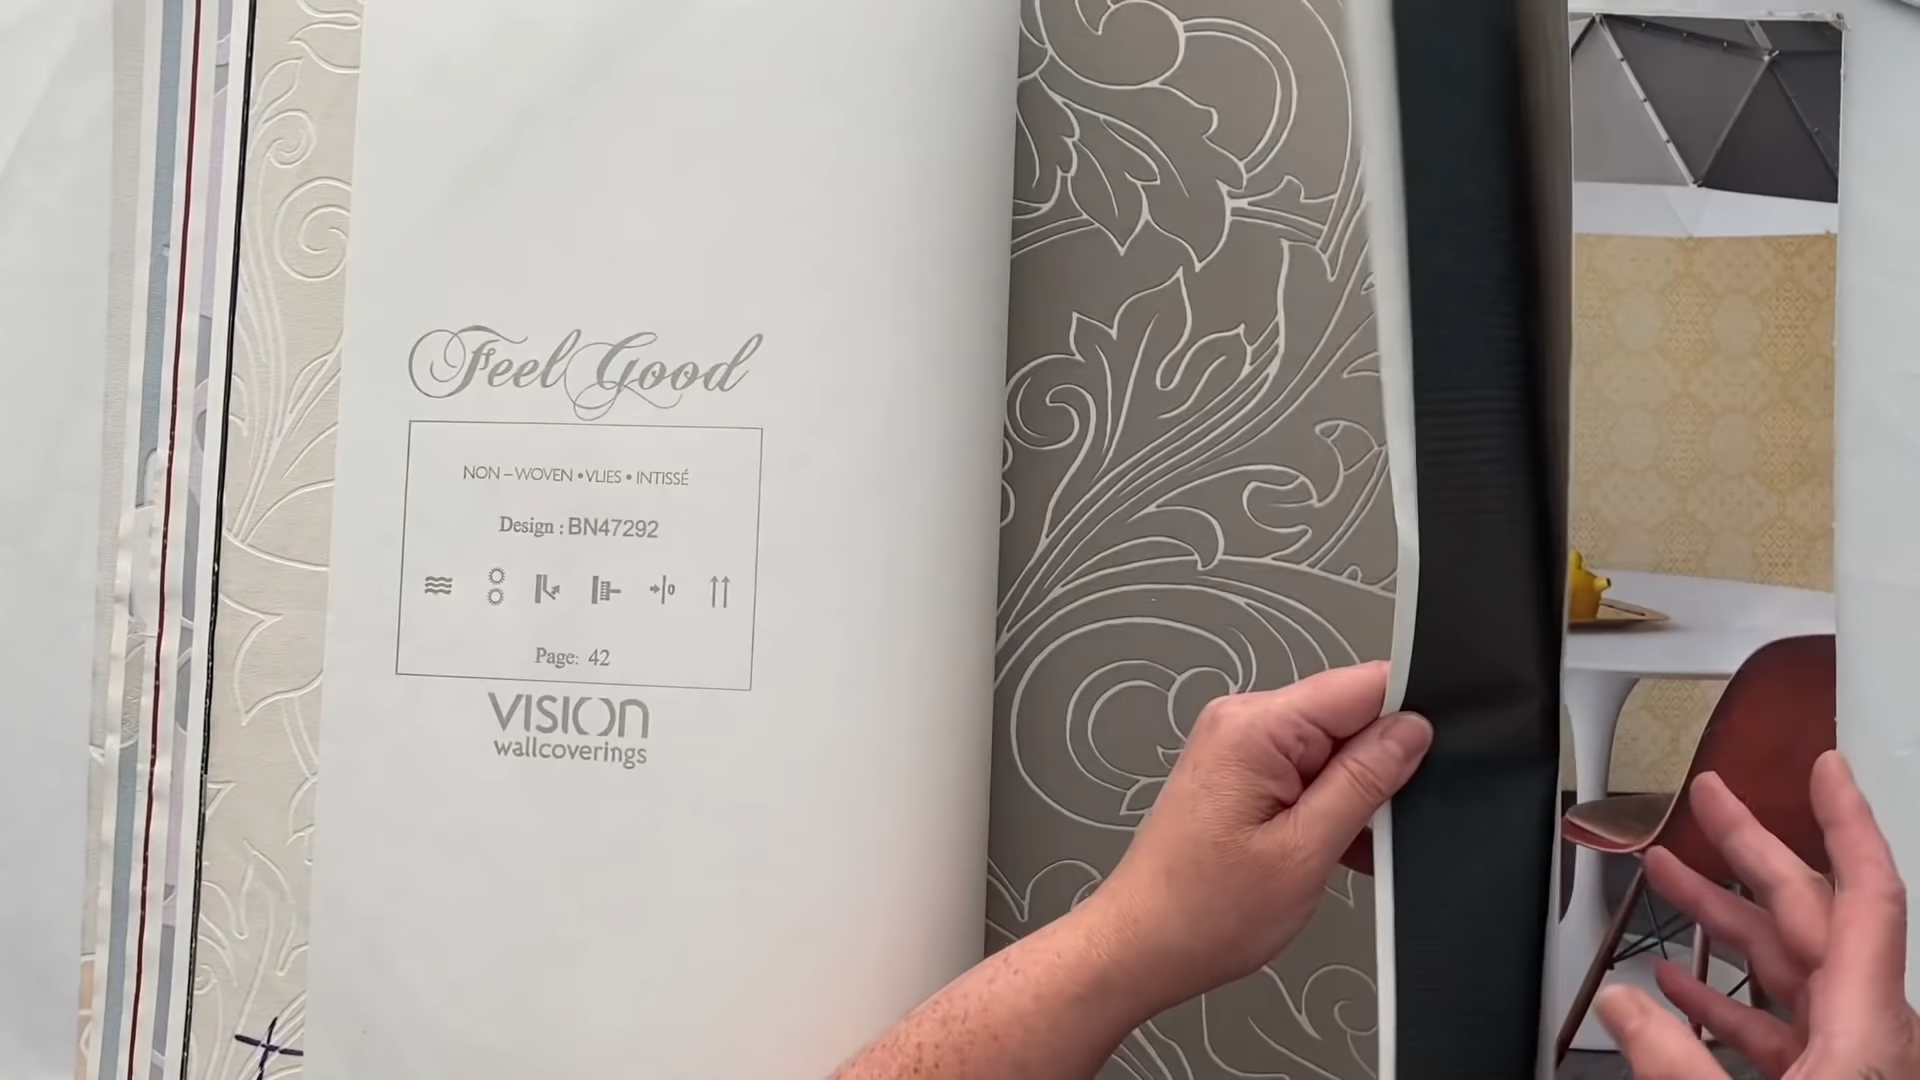 Feel Good
NON – WOVEN • VLIES • INTISSÉ
Design : BN47292
Page: 42
VISION
wallcoverings